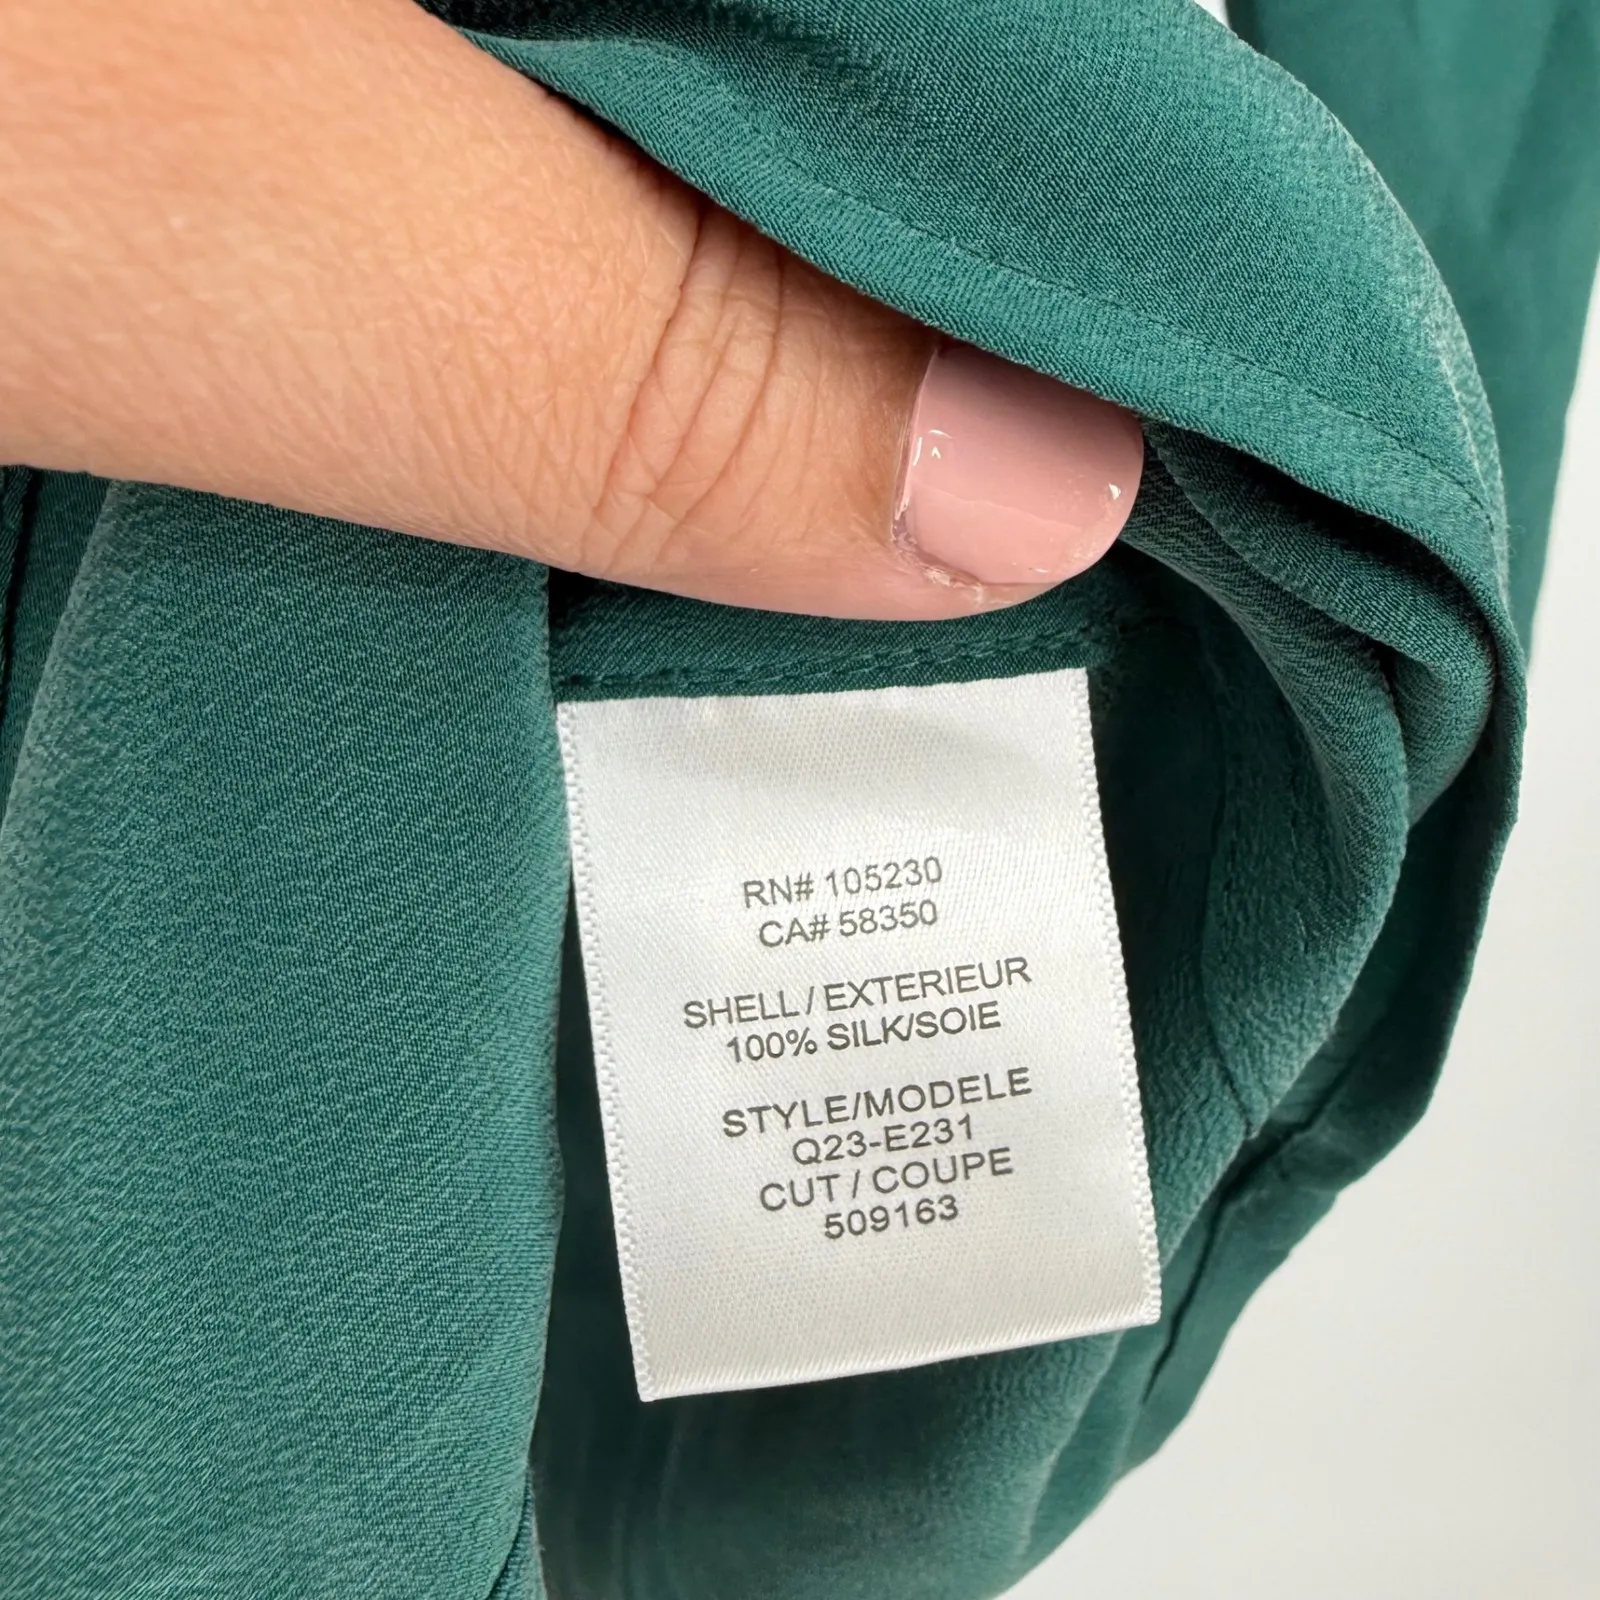 RN# 105230
CA# 58350
SHELL/EXTERIEUR
100% SILK/SOIE
STYLE/MODELE
Q23-E231
CUT/COUPE
509163